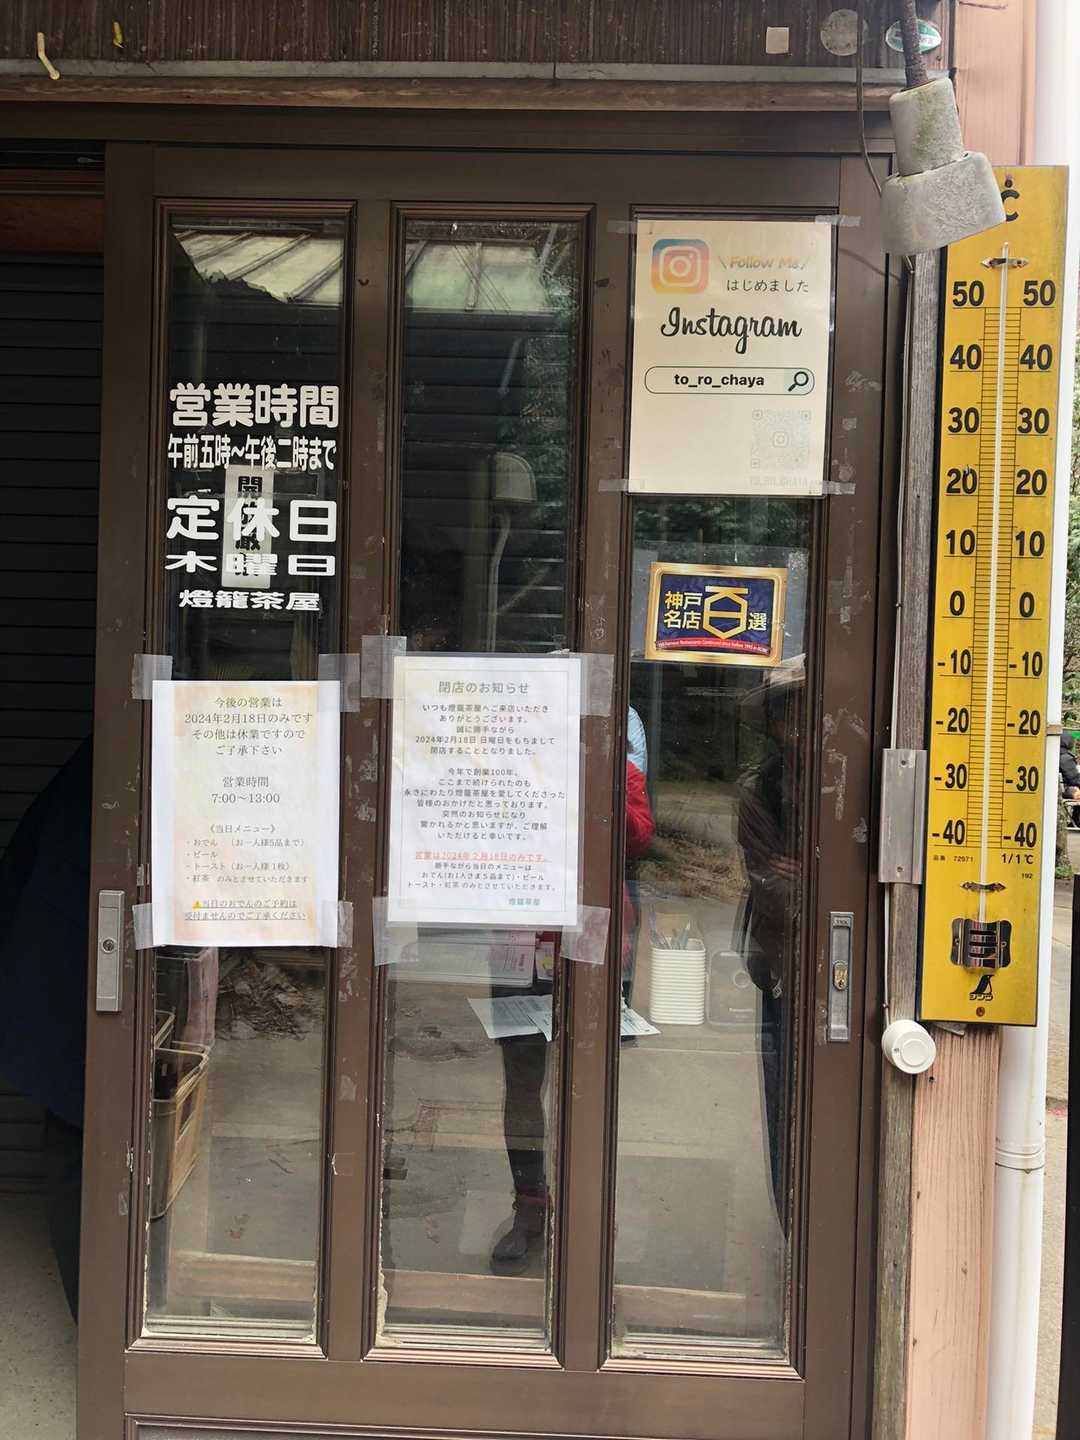 営業時間
午前五時～午後二時まで
定休日
木曜日
燈籠茶屋
今後の営業は
2024年2月18日のみです
その他は休業ですので
ご了承下さい
営業時間
7:00～13:00
《当日メニュー》
・おでん （お一人様5品まで）
・ビール
・トースト（お一人様1枚）
・紅茶 のみとさせていただきます
⚠当日のおでんのご予約は
受付ませんのでご了承ください
閉店のお知らせ
いつも燈籠茶屋へご来店いただき
ありがとうございます。
誠に勝手ながら
2024年2月18日 日曜日をもちまして
閉店することとなりました。
今年で創業100年、
ここまで続けられたのも
永きにわたり燈籠茶屋を愛してくださった
皆様のおかげだと思っております。
突然のお知らせになり
驚かれるかと思いますが、ご理解
いただけると幸いです。
営業は2024年2月18日のみです。
勝手ながら当日のメニューは
おでん(お1人さま5品まで)・ビール
トースト・紅茶 のみとさせていただきます。
燈籠茶屋
\ Follow Me /
はじめました
Instagram
to_ro_chaya
TO_RO_CHAYA
神戸
名店
百
選
℃
50 50
40 40
30 30
20 20
10 10
0 0
-10 -10
-20 -20
-30 -30
-40 -40
品番 72971 1/1℃
192
シンワ